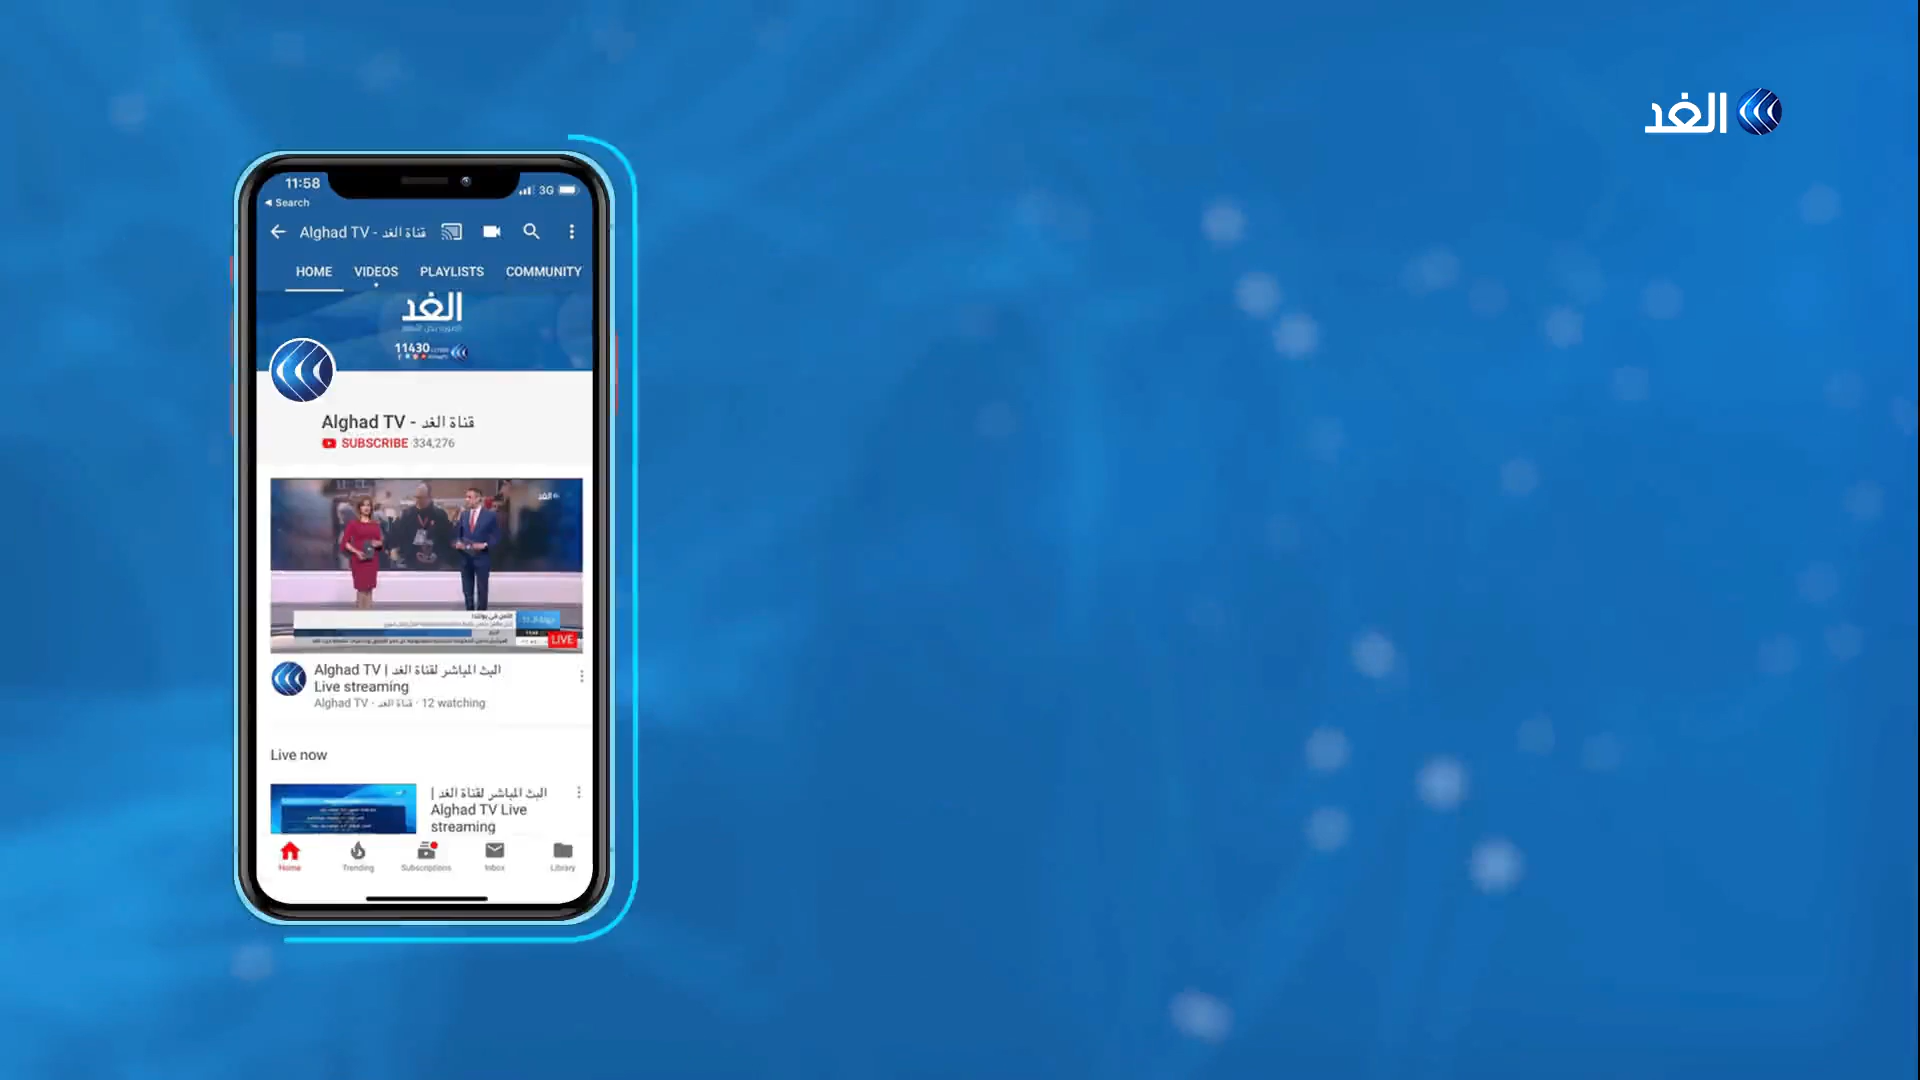 الغد
11:58
3G
Search
Alghad TV - قناة الغد
HOME VIDEOS PLAYLISTS COMMUNITY
الغد
11430
Alghad TV - قناة الغد
SUBSCRIBE 334,276
الغد
LIVE
Alghad TV | البث المباشر لقناة الغد
Live streaming
Alghad TV - قناة الغد · 12 watching
Live now
البث المباشر لقناة الغد |
Alghad TV Live
streaming
Home Trending Subscriptions Inbox Library